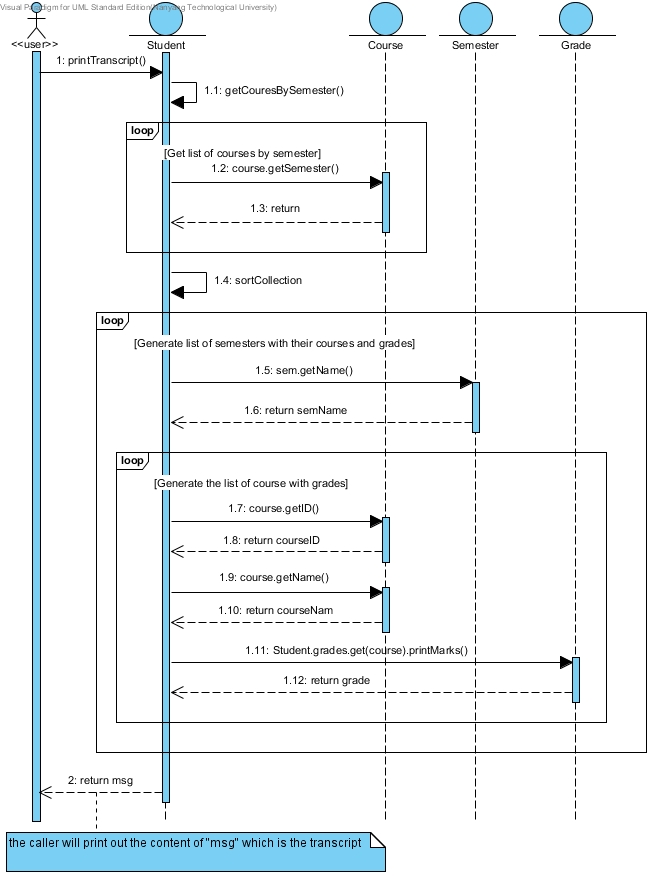 Visual Paradigm for UML Standard Edition(Nanyang Technological University)
<<user>>
Student
Course
Semester
Grade
1: printTranscript()
1.1: getCouresBySemester()
loop
[Get list of courses by semester]
1.2: course.getSemester()
1.3: return
1.4: sortCollection
loop
[Generate list of semesters with their courses and grades]
1.5: sem.getName()
1.6: return semName
loop
[Generate the list of course with grades]
1.7: course.getID()
1.8: return courseID
1.9: course.getName()
1.10: return courseNam
1.11: Student.grades.get(course).printMarks()
1.12: return grade
2: return msg
the caller will print out the content of "msg" which is the transcript